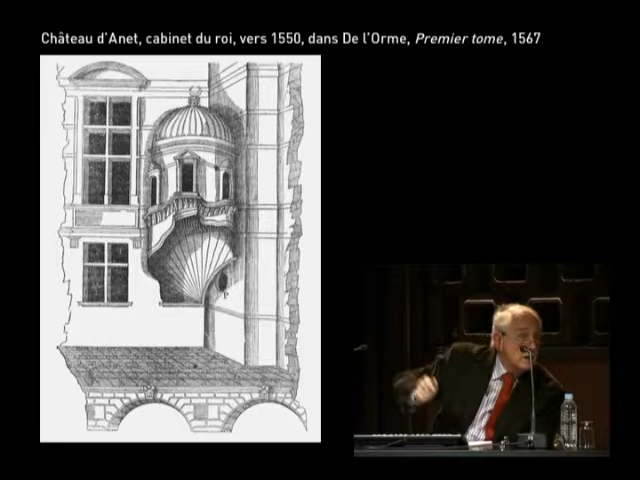 Château d'Anet, cabinet du roi, vers 1550, dans De l'Orme, Premier tome, 1567